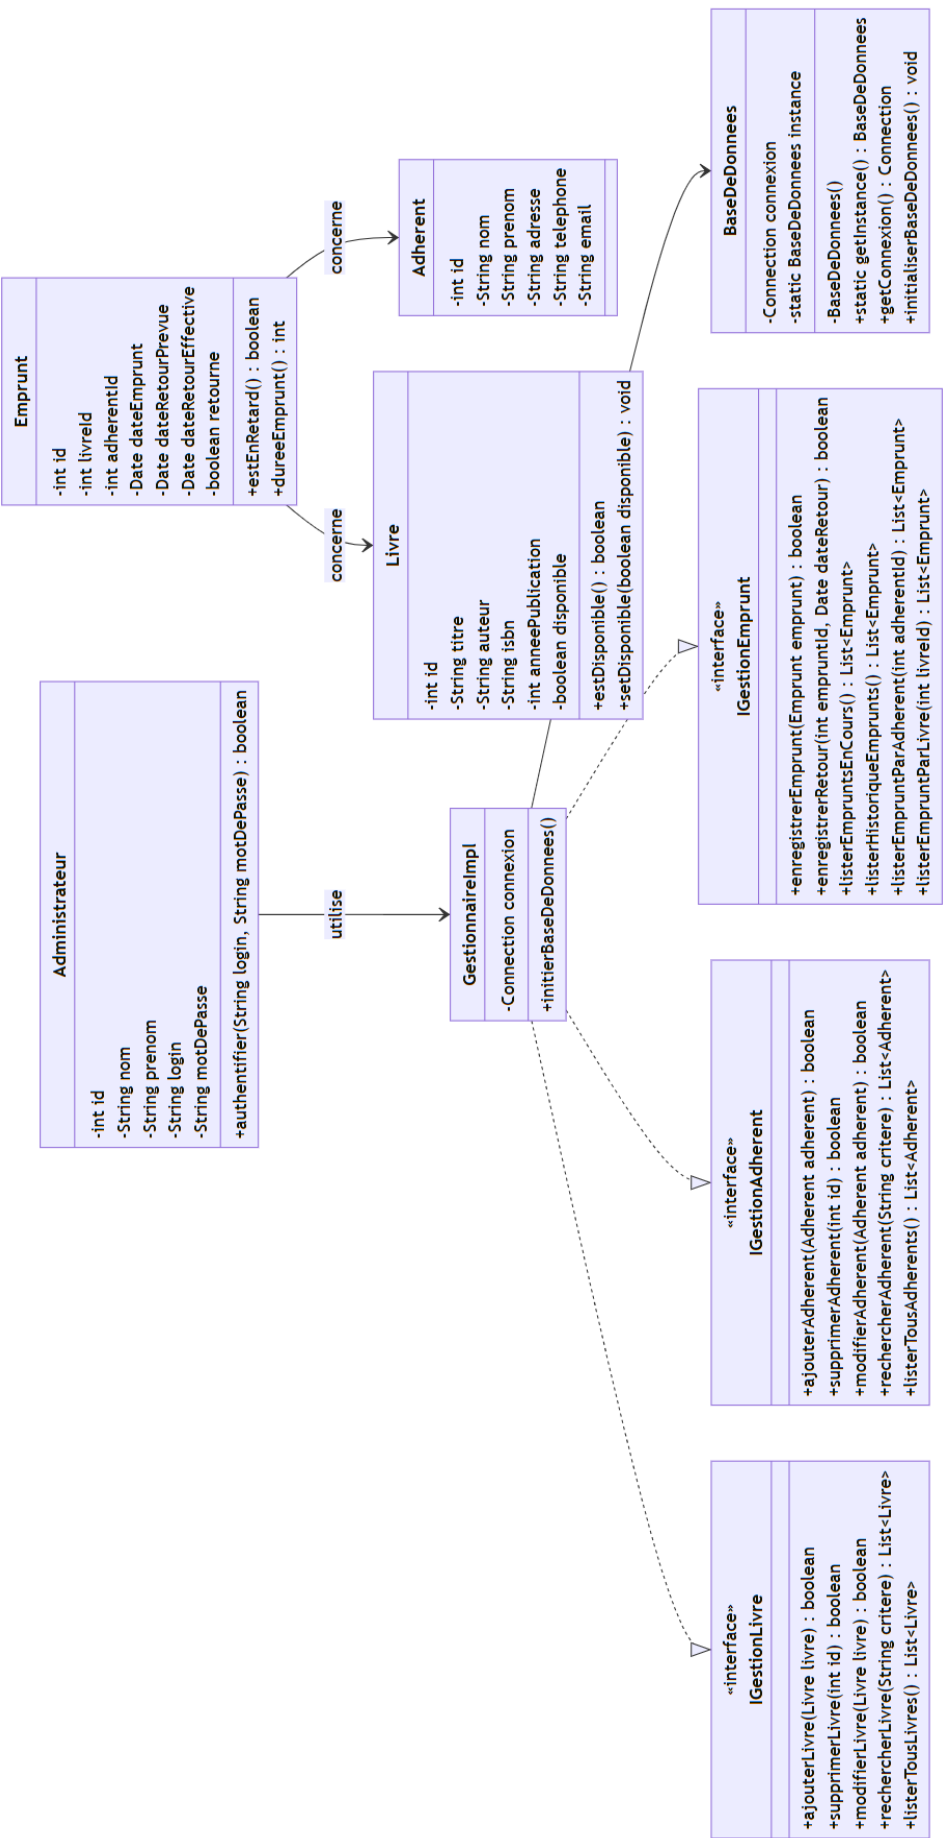 Administrateur
-int id
-String nom
-String prenom
-String login
-String motDePasse
+authentifier(String login, String motDePasse) : boolean
Emprunt
-int id
-int livreId
-int adherentId
-Date dateEmprunt
-Date dateRetourPrevue
-Date dateRetourEffective
-boolean retourne
+estEnRetard() : boolean
+dureeEmprunt() : int
utilise
concerne
concerne
Livre
-int id
-String titre
-String auteur
-String isbn
-int anneePublication
-boolean disponible
+estDisponible() : boolean
+setDisponible(boolean disponible) : void
Adherent
-int id
-String nom
-String prenom
-String adresse
-String telephone
-String email
GestionnaireImpl
-Connection connexion
+initierBaseDeDonnees()
«interface»
IGestionLivre
+ajouterLivre(Livre livre) : boolean
+supprimerLivre(int id) : boolean
+modifierLivre(Livre livre) : boolean
+rechercherLivre(String critere) : List<Livre>
+listerTousLivres() : List<Livre>
«interface»
IGestionAdherent
+ajouterAdherent(Adherent adherent) : boolean
+supprimerAdherent(int id) : boolean
+modifierAdherent(Adherent adherent) : boolean
+rechercherAdherent(String critere) : List<Adherent>
+listerTousAdherents() : List<Adherent>
«interface»
IGestionEmprunt
+enregistrerEmprunt(Emprunt emprunt) : boolean
+enregistrerRetour(int empruntId, Date dateRetour) : boolean
+listerEmpruntsEnCours() : List<Emprunt>
+listerHistoriqueEmprunts() : List<Emprunt>
+listerEmpruntParAdherent(int adherentId) : List<Emprunt>
+listerEmpruntParLivre(int livreId) : List<Emprunt>
BaseDeDonnees
-Connection connexion
-static BaseDeDonnees instance
-BaseDeDonnees()
+static getInstance() : BaseDeDonnees
+getConnexion() : Connection
+initialiserBaseDeDonnees() : void